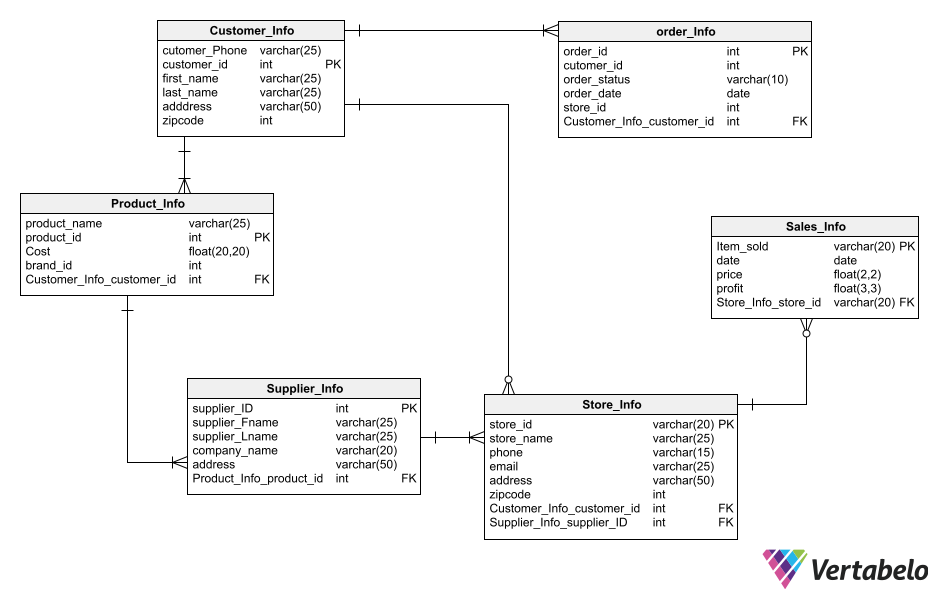 Customer_Info
cutomer_Phone varchar(25)
customer_id int PK
first_name varchar(25)
last_name varchar(25)
adddress varchar(50)
zipcode int
order_Info
order_id int PK
cutomer_id int
order_status varchar(10)
order_date date
store_id int
Customer_Info_customer_id int FK
Product_Info
product_name varchar(25)
product_id int PK
Cost float(20,20)
brand_id int
Customer_Info_customer_id int FK
Sales_Info
Item_sold varchar(20) PK
date date
price float(2,2)
profit float(3,3)
Store_Info_store_id varchar(20) FK
Supplier_Info
supplier_ID int PK
supplier_Fname varchar(25)
supplier_Lname varchar(25)
company_name varchar(20)
address varchar(50)
Product_Info_product_id int FK
Store_Info
store_id varchar(20) PK
store_name varchar(25)
phone varchar(15)
email varchar(25)
address varchar(50)
zipcode int
Customer_Info_customer_id int FK
Supplier_Info_supplier_ID int FK
Vertabelo